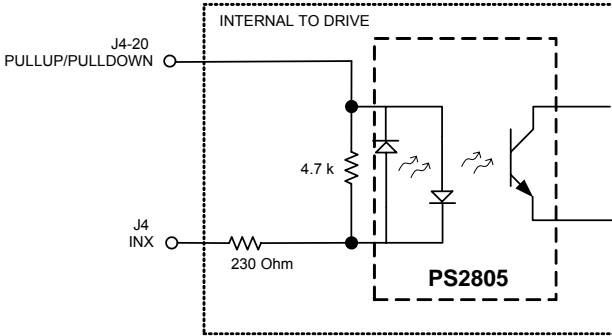 INTERNAL TO DRIVE
J4-20
PULLUP/PULLDOWN
4.7 k
J4
INX
230 Ohm
PS2805